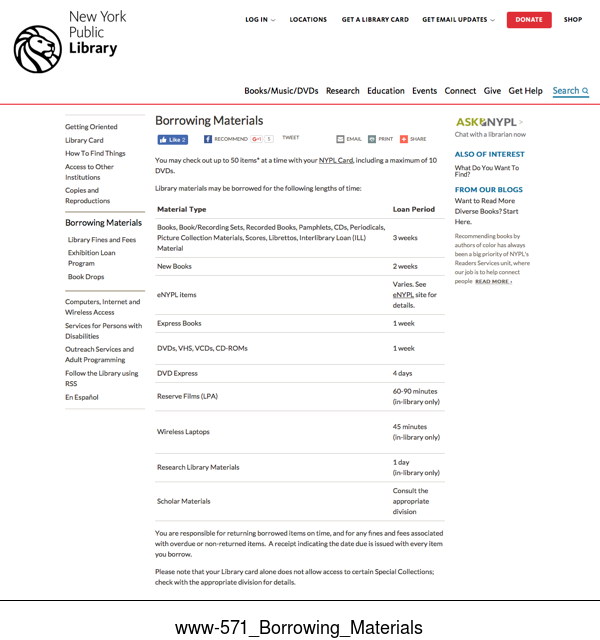 New York
Public
Library
LOG IN
LOCATIONS
GET A LIBRARY CARD
GET EMAIL UPDATES
DONATE
SHOP
Books/Music/DVDs
Research
Education
Events
Connect
Give
Get Help
Search
Getting Oriented
Library Card
How To Find Things
Access to Other
Institutions
Copies and
Reproductions
Borrowing Materials
Library Fines and Fees
Exhibition Loan
Program
Book Drops
Computers, Internet and
Wireless Access
Services for Persons with
Disabilities
Outreach Services and
Adult Programming
Follow the Library using
RSS
En Español
Borrowing Materials
Like 2
RECOMMEND
G+1 5
TWEET
EMAIL
PRINT
SHARE
You may check out up to 50 items* at a time with your NYPL Card, including a maximum of 10
DVDs.
Library materials may be borrowed for the following lengths of time:
Material Type Loan Period
Books, Book/Recording Sets, Recorded Books, Pamphlets, CDs, Periodicals,
Picture Collection Materials, Scores, Librettos, Interlibrary Loan (ILL) 3 weeks
Material
New Books 2 weeks
eNYPL items
Varies. See
eNYPL site for
details.
Express Books 1 week
DVDs, VHS, VCDs, CD-ROMs 1 week
DVD Express 4 days
Reserve Films (LPA)
60-90 minutes
(in-library only)
Wireless Laptops
45 minutes
(in-library only)
Research Library Materials
1 day
(in-library only)
Scholar Materials
Consult the
appropriate
division
You are responsible for returning borrowed items on time, and for any fines and fees associated
with overdue or non-returned items. A receipt indicating the date due is issued with every item
you borrow.
Please note that your Library card alone does not allow access to certain Special Collections;
check with the appropriate division for details.
ASK NYPL >
Chat with a librarian now
ALSO OF INTEREST
What Do You Want To
Find?
FROM OUR BLOGS
Want to Read More
Diverse Books? Start
Here.
Recommending books by
authors of color has always
been a big priority of NYPL's
Readers Services unit, where
our job is to help connect
people READ MORE ›
www-571_Borrowing_Materials